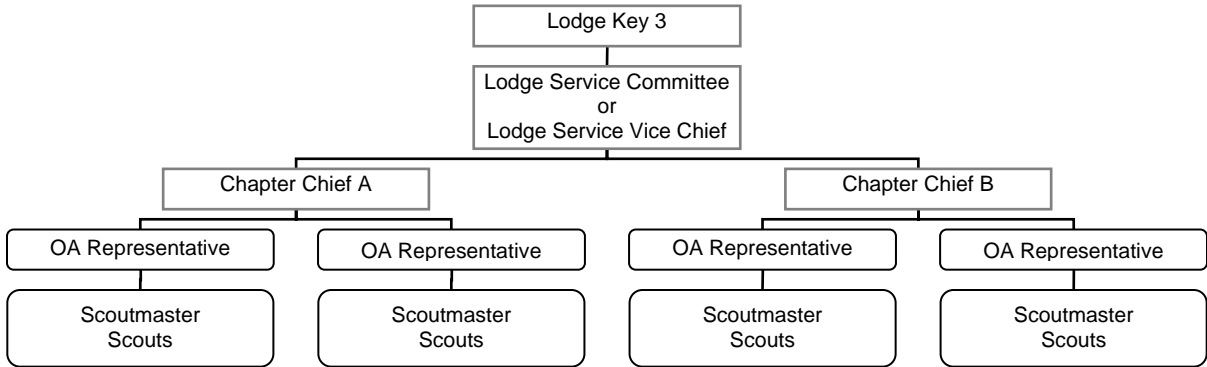 Lodge Key 3
Lodge Service Committee
or
Lodge Service Vice Chief
Chapter Chief A
Chapter Chief B
OA Representative
OA Representative
OA Representative
OA Representative
Scoutmaster
Scouts
Scoutmaster
Scouts
Scoutmaster
Scouts
Scoutmaster
Scouts